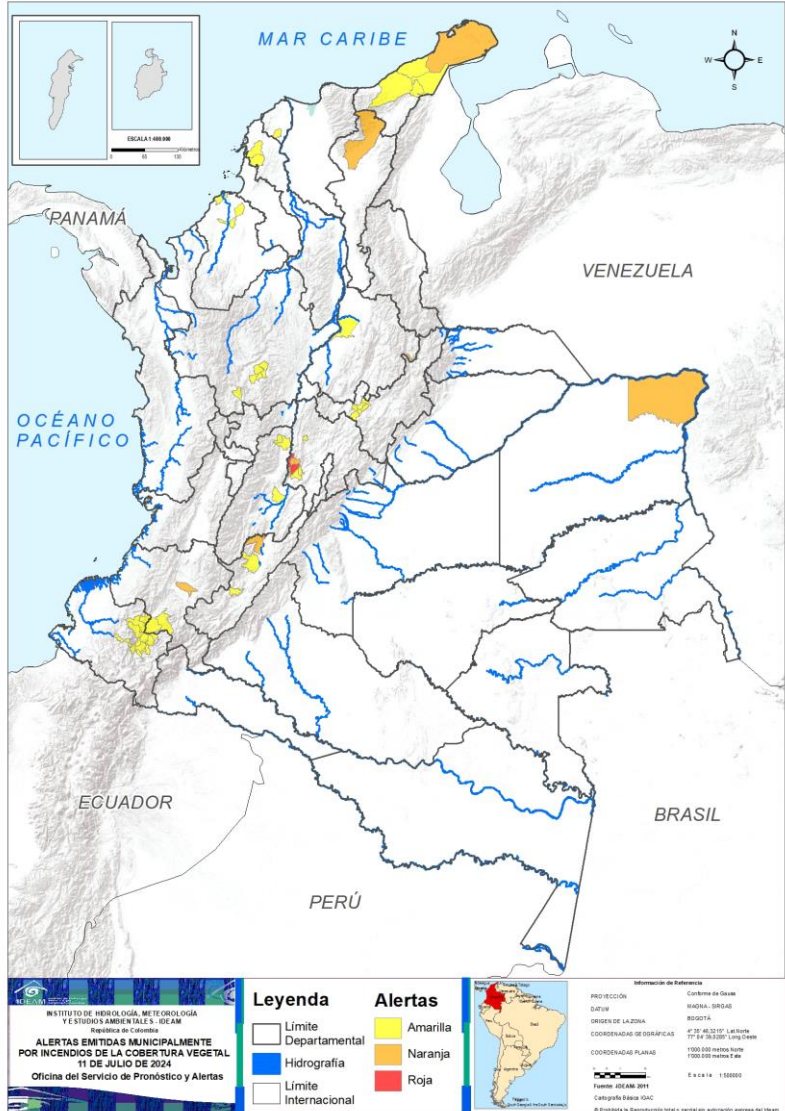 MAR CARIBE
N
W
E
S
ESCALA 1:400.000
PANAMÁ
VENEZUELA
OCÉANO
PACÍFICO
ECUADOR
BRASIL
PERÚ
IDEAM
INSTITUTO DE HIDROLOGÍA, METEOROLOGÍA
Y ESTUDIOS AMBIENTALES - IDEAM
República de Colombia
ALERTAS EMITIDAS MUNICIPALMENTE
POR INCENDIOS DE LA COBERTURA VEGETAL
11 DE JULIO DE 2024
Oficina del Servicio de Pronóstico y Alertas
Leyenda
Límite
Departamental
Hidrografía
Límite
Internacional
Alertas
Amarilla
Naranja
Roja
Información de Referencia
PROYECCIÓN Conforme de Gauss
DATUM MAGNA - SIRGAS
ORIGEN DE LA ZONA BOGOTÁ
COORDENADAS GEOGRÁFICAS
COORDENADAS PLANAS 1'000.000 metros Norte
1'000.000 metros Este
Escala
Fuente: IDEAM- 2011
Cartografía Básica IGAC